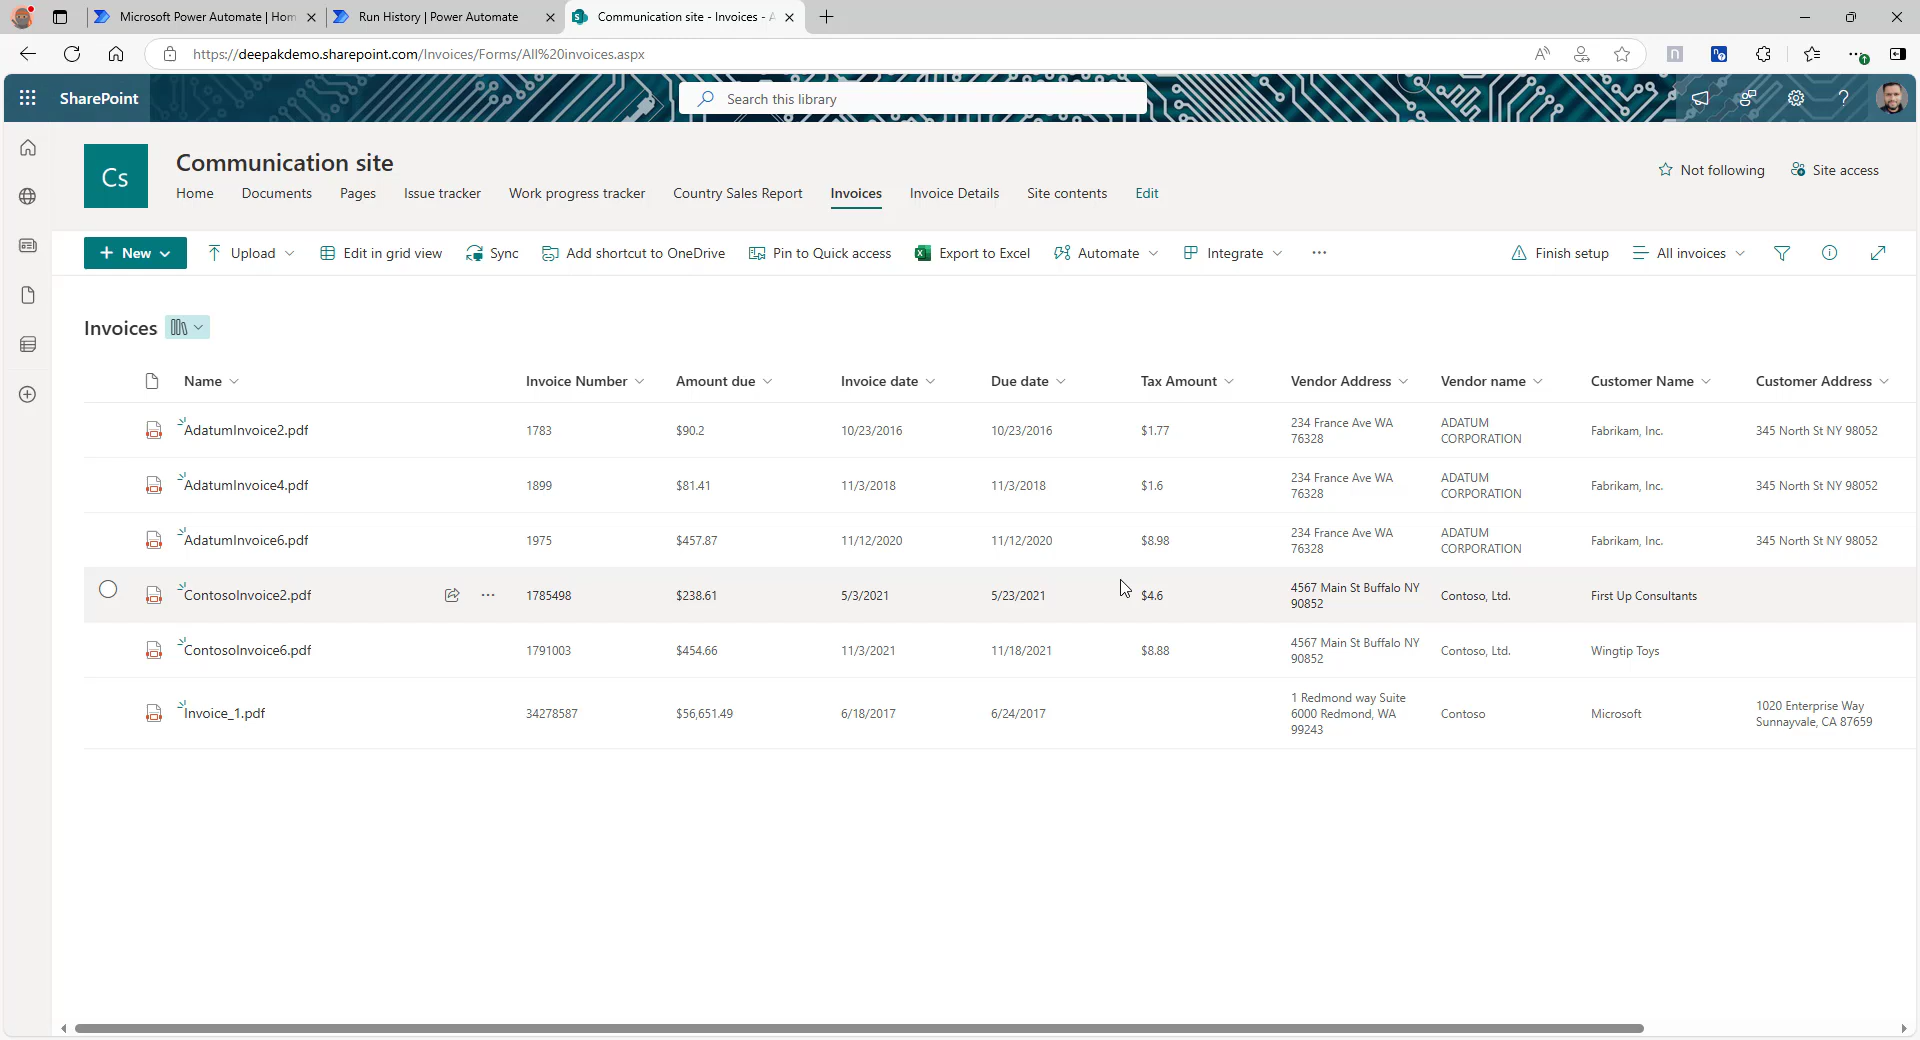 Microsoft Power Automate | Hom
Run History | Power Automate
Communication site - Invoices - A
https://deepakdemo.sharepoint.com/Invoices/Forms/All%20invoices.aspx
SharePoint
Search this library
Cs
Communication site
Not following
Site access
Home
Documents
Pages
Issue tracker
Work progress tracker
Country Sales Report
Invoices
Invoice Details
Site contents
Edit
New
Upload
Edit in grid view
Sync
Add shortcut to OneDrive
Pin to Quick access
Export to Excel
Automate
Integrate
Finish setup
All invoices
Invoices
Name Invoice Number Amount due Invoice date Due date Tax Amount Vendor Address Vendor name Customer Name Customer Address
AdatumInvoice2.pdf 1783 $90.2 10/23/2016 10/23/2016 $1.77 234 France Ave WA 76328 ADATUM CORPORATION Fabrikam, Inc. 345 North St NY 98052
AdatumInvoice4.pdf 1899 $81.41 11/3/2018 11/3/2018 $1.6 234 France Ave WA 76328 ADATUM CORPORATION Fabrikam, Inc. 345 North St NY 98052
AdatumInvoice6.pdf 1975 $457.87 11/12/2020 11/12/2020 $8.98 234 France Ave WA 76328 ADATUM CORPORATION Fabrikam, Inc. 345 North St NY 98052
ContosoInvoice2.pdf 1785498 $238.61 5/3/2021 5/23/2021 $4.6 4567 Main St Buffalo NY 90852 Contoso, Ltd. First Up Consultants
ContosoInvoice6.pdf 1791003 $454.66 11/3/2021 11/18/2021 $8.88 4567 Main St Buffalo NY 90852 Contoso, Ltd. Wingtip Toys
Invoice_1.pdf 34278587 $56,651.49 6/18/2017 6/24/2017 1 Redmond way Suite 6000 Redmond, WA 99243 Contoso Microsoft 1020 Enterprise Way Sunnayvale, CA 87659